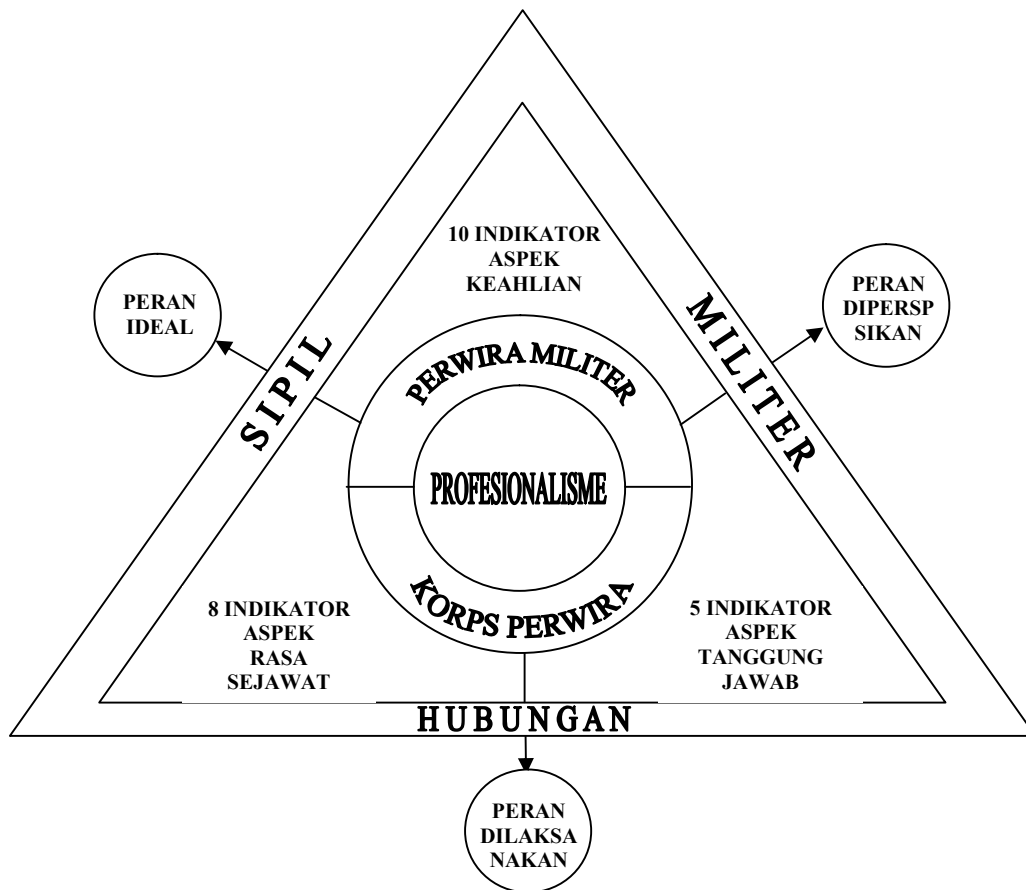 10 INDIKATOR
ASPEK
KEAHLIAN
PERAN
IDEAL
PERAN
DIPERSP
SIKAN
SIPIL
MILITER
PERWIRA MILITER
PROFESIONALISME
KORPS PERWIRA
8 INDIKATOR
ASPEK
RASA
SEJAWAT
5 INDIKATOR
ASPEK
TANGGUNG
JAWAB
HUBUNGAN
PERAN
DILAKSA
NAKAN